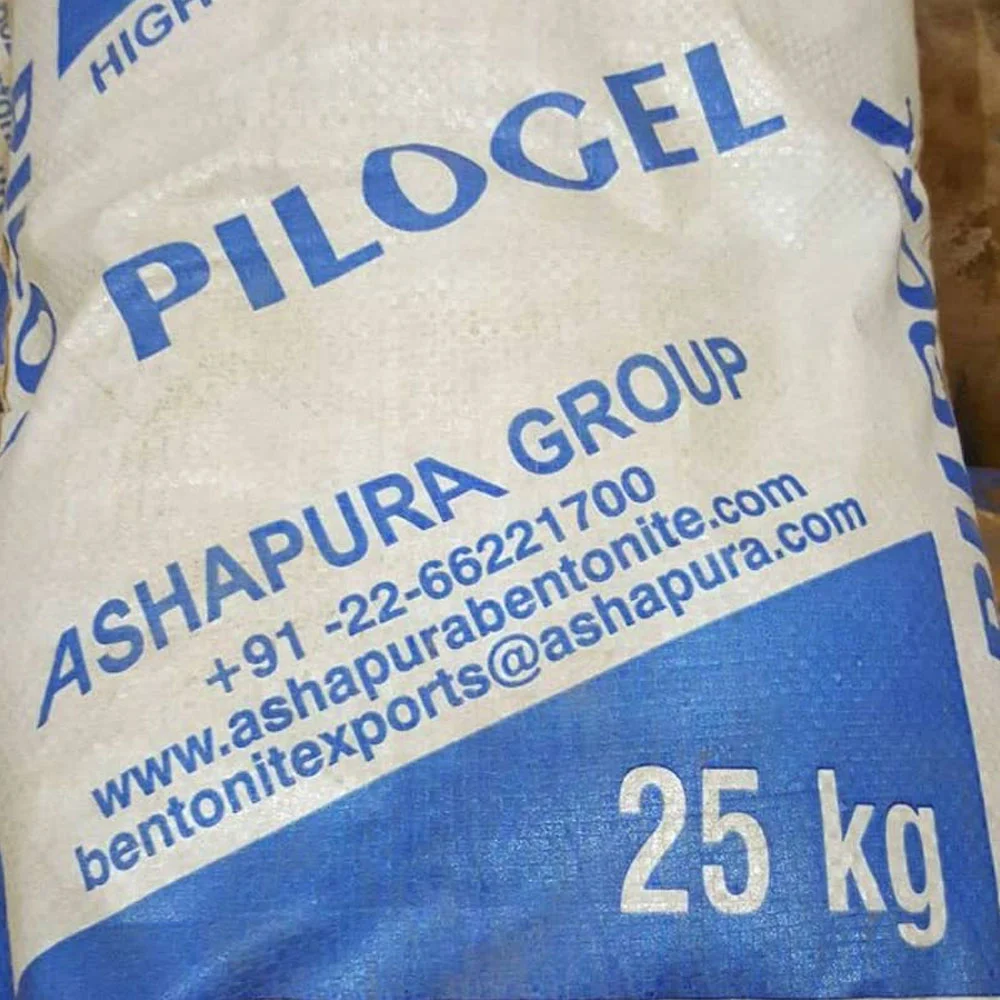 HIGH
PILOGEL
ASHAPURA GROUP
+91 -22-66221700
www.ashapurabentonite.com
bentonitexports@ashapura.com
25 kg